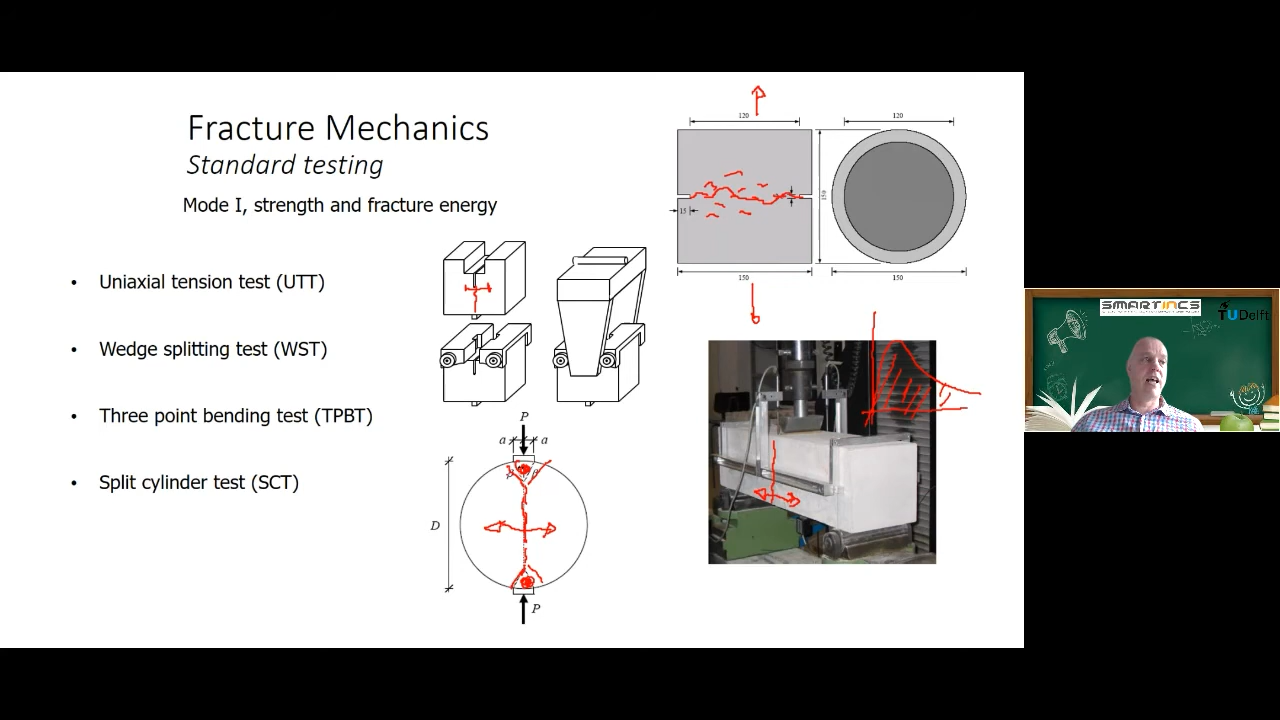 Fracture Mechanics
Standard testing
Mode I, strength and fracture energy
• Uniaxial tension test (UTT)
• Wedge splitting test (WST)
• Three point bending test (TPBT)
• Split cylinder test (SCT)
120
120
15
150
150
150
P
a
a
D
P
SMARTINCS
TU Delft